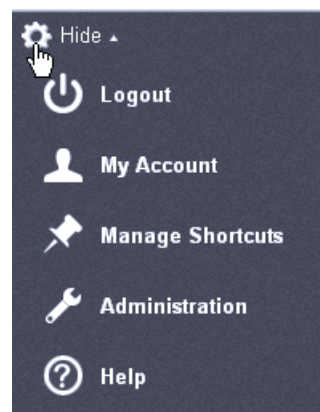 Hide
Logout
My Account
Manage Shortcuts
Administration
Help